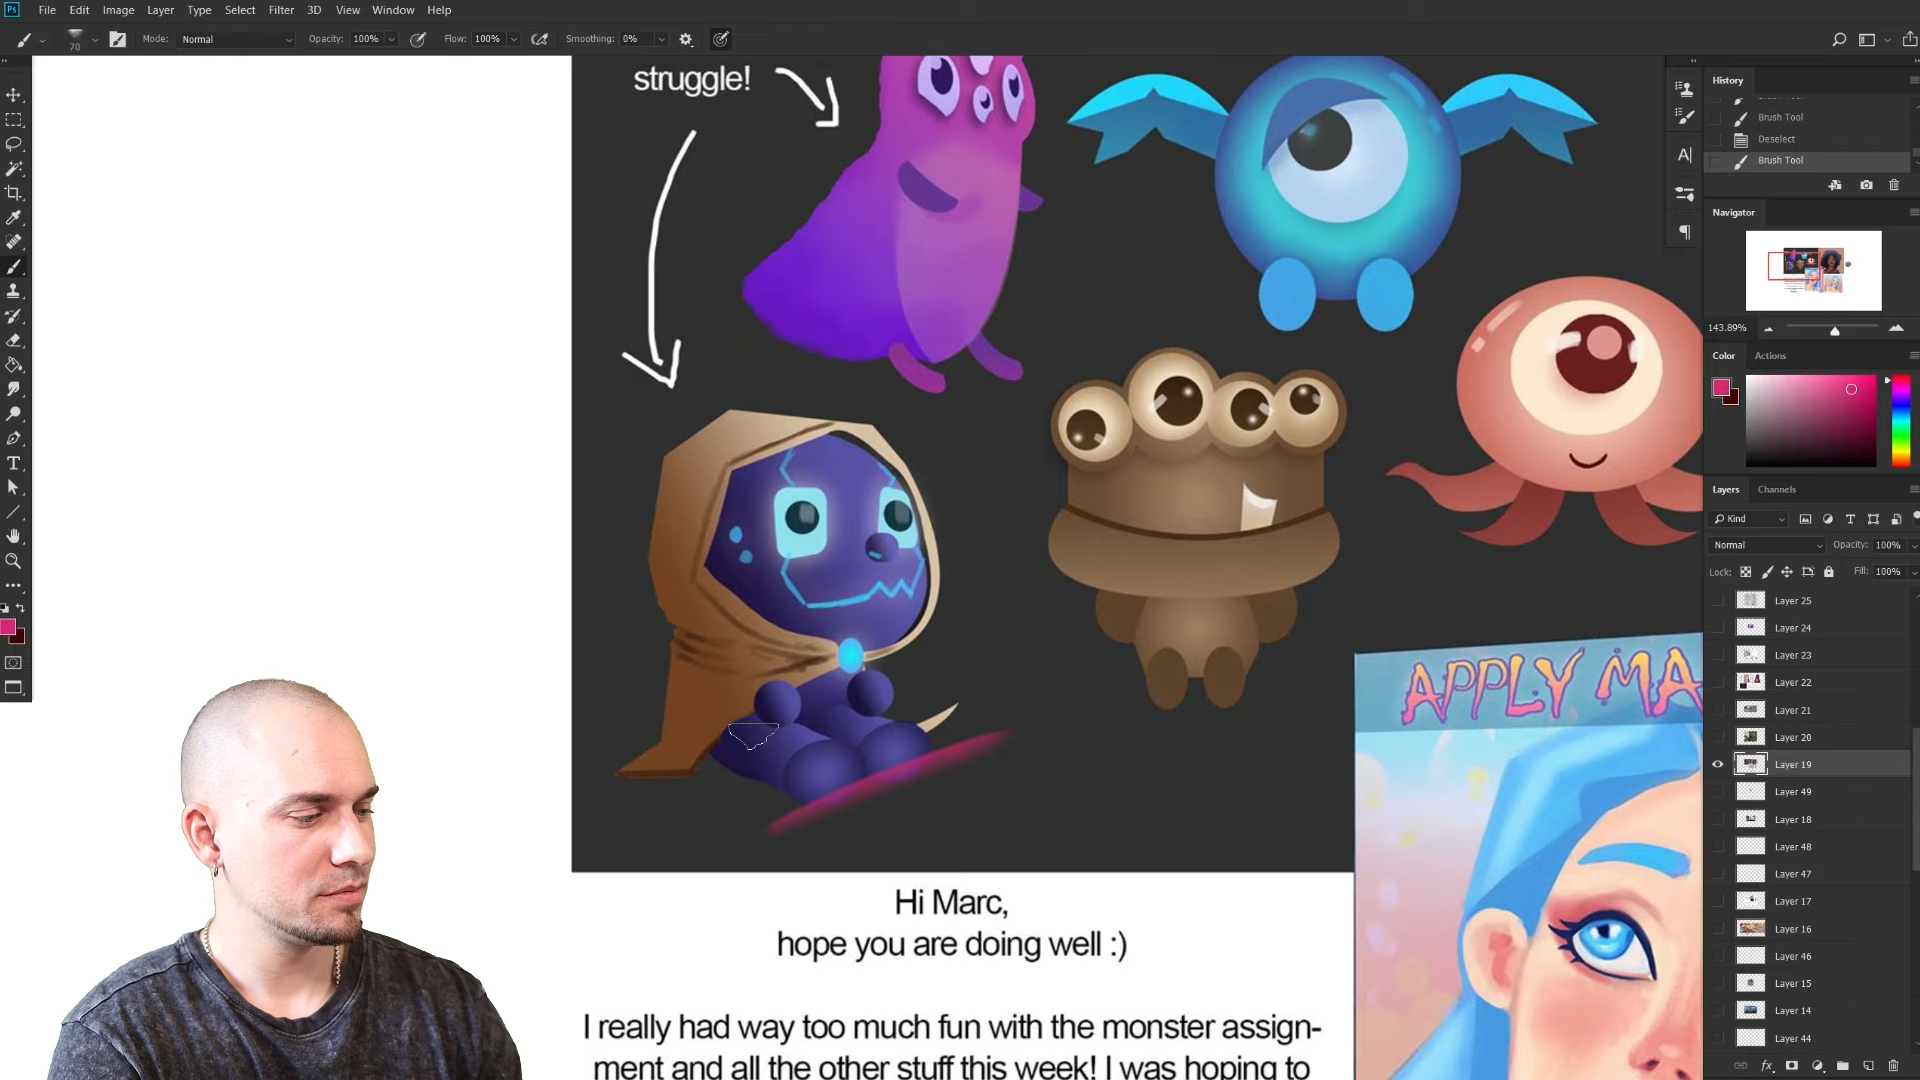 Ps File Edit Image Layer Type Select Filter 3D View Window Help
70 Mode: Normal Opacity: 100% Flow: 100% Smoothing: 0%
struggle!
History
Brush Tool
Deselect
Brush Tool
Navigator
143.89%
Color Actions
Layers Channels
Kind
Normal Opacity: 100%
Lock: Fill: 100%
Layer 25
Layer 24
Layer 23
Layer 22
Layer 21
Layer 20
Layer 19
Layer 49
Layer 18
Layer 48
Layer 47
Layer 17
Layer 16
Layer 46
Layer 15
Layer 14
Layer 44
APPLY MA
Hi Marc,
hope you are doing well :)
I really had way too much fun with the monster assign-
ment and all the other stuff this week! I was hoping to